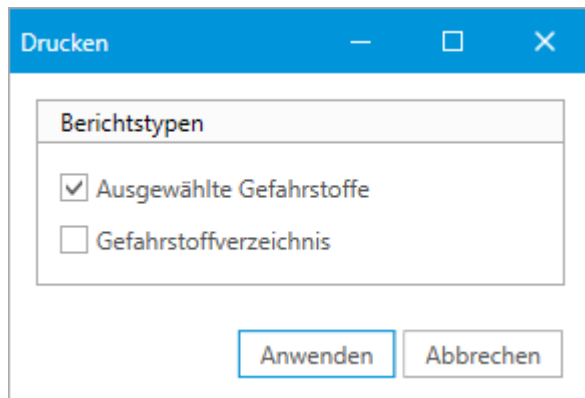 Drucken
Berichtstypen
Ausgewählte Gefahrstoffe
Gefahrstoffverzeichnis
Anwenden Abbrechen